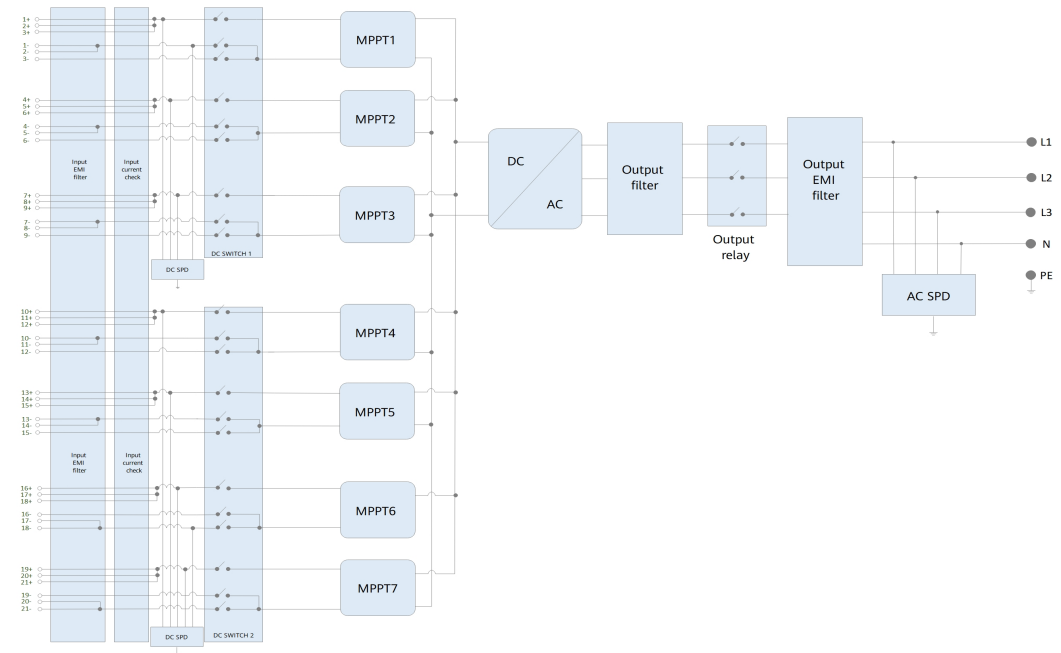 1+
2+
3+
1-
2-
3-
MPPT1
4+
5+
6+
4-
5-
6-
MPPT2
Input
EMI
filter
Input
current
check
7+
8+
9+
7-
8-
9-
MPPT3
DC SWITCH 1
DC SPD
10+
11+
12+
10-
11-
12-
MPPT4
13+
14+
15+
13-
14-
15-
MPPT5
Input
EMI
filter
Input
current
check
16+
17+
18+
16-
17-
18-
MPPT6
19+
20+
21+
19-
20-
21-
MPPT7
DC SPD
DC SWITCH 2
DC
AC
Output
filter
Output
relay
Output
EMI
filter
L1
L2
L3
N
PE
AC SPD